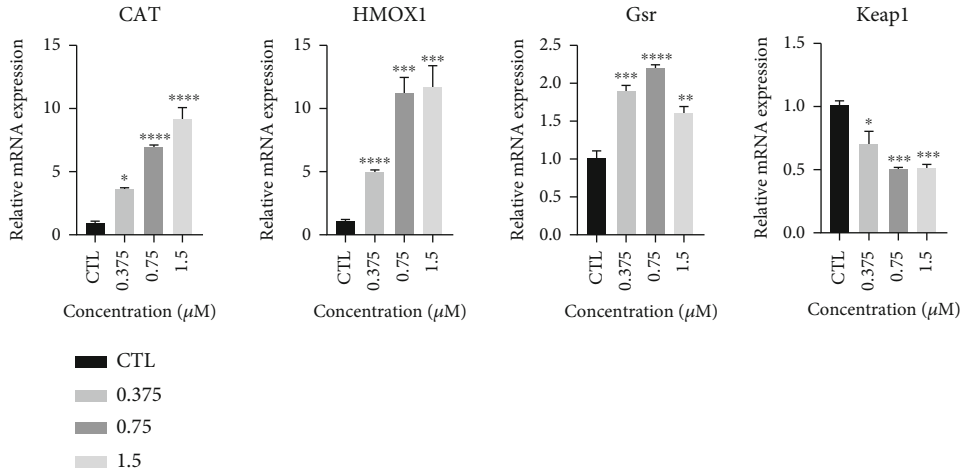 CAT
Relative mRNA expression
15
10
5
0
*
****
****
CTL
0.375
0.75
1.5
Concentration (μM)
HMOX1
Relative mRNA expression
15
10
5
0
****
***
***
CTL
0.375
0.75
1.5
Concentration (μM)
Gsr
Relative mRNA expression
2.5
2.0
1.5
1.0
0.5
0.0
***
****
**
CTL
0.375
0.75
1.5
Concentration (μM)
Keap1
Relative mRNA expression
1.5
1.0
0.5
0.0
*
***
***
CTL
0.375
0.75
1.5
Concentration (μM)
CTL
0.375
0.75
1.5